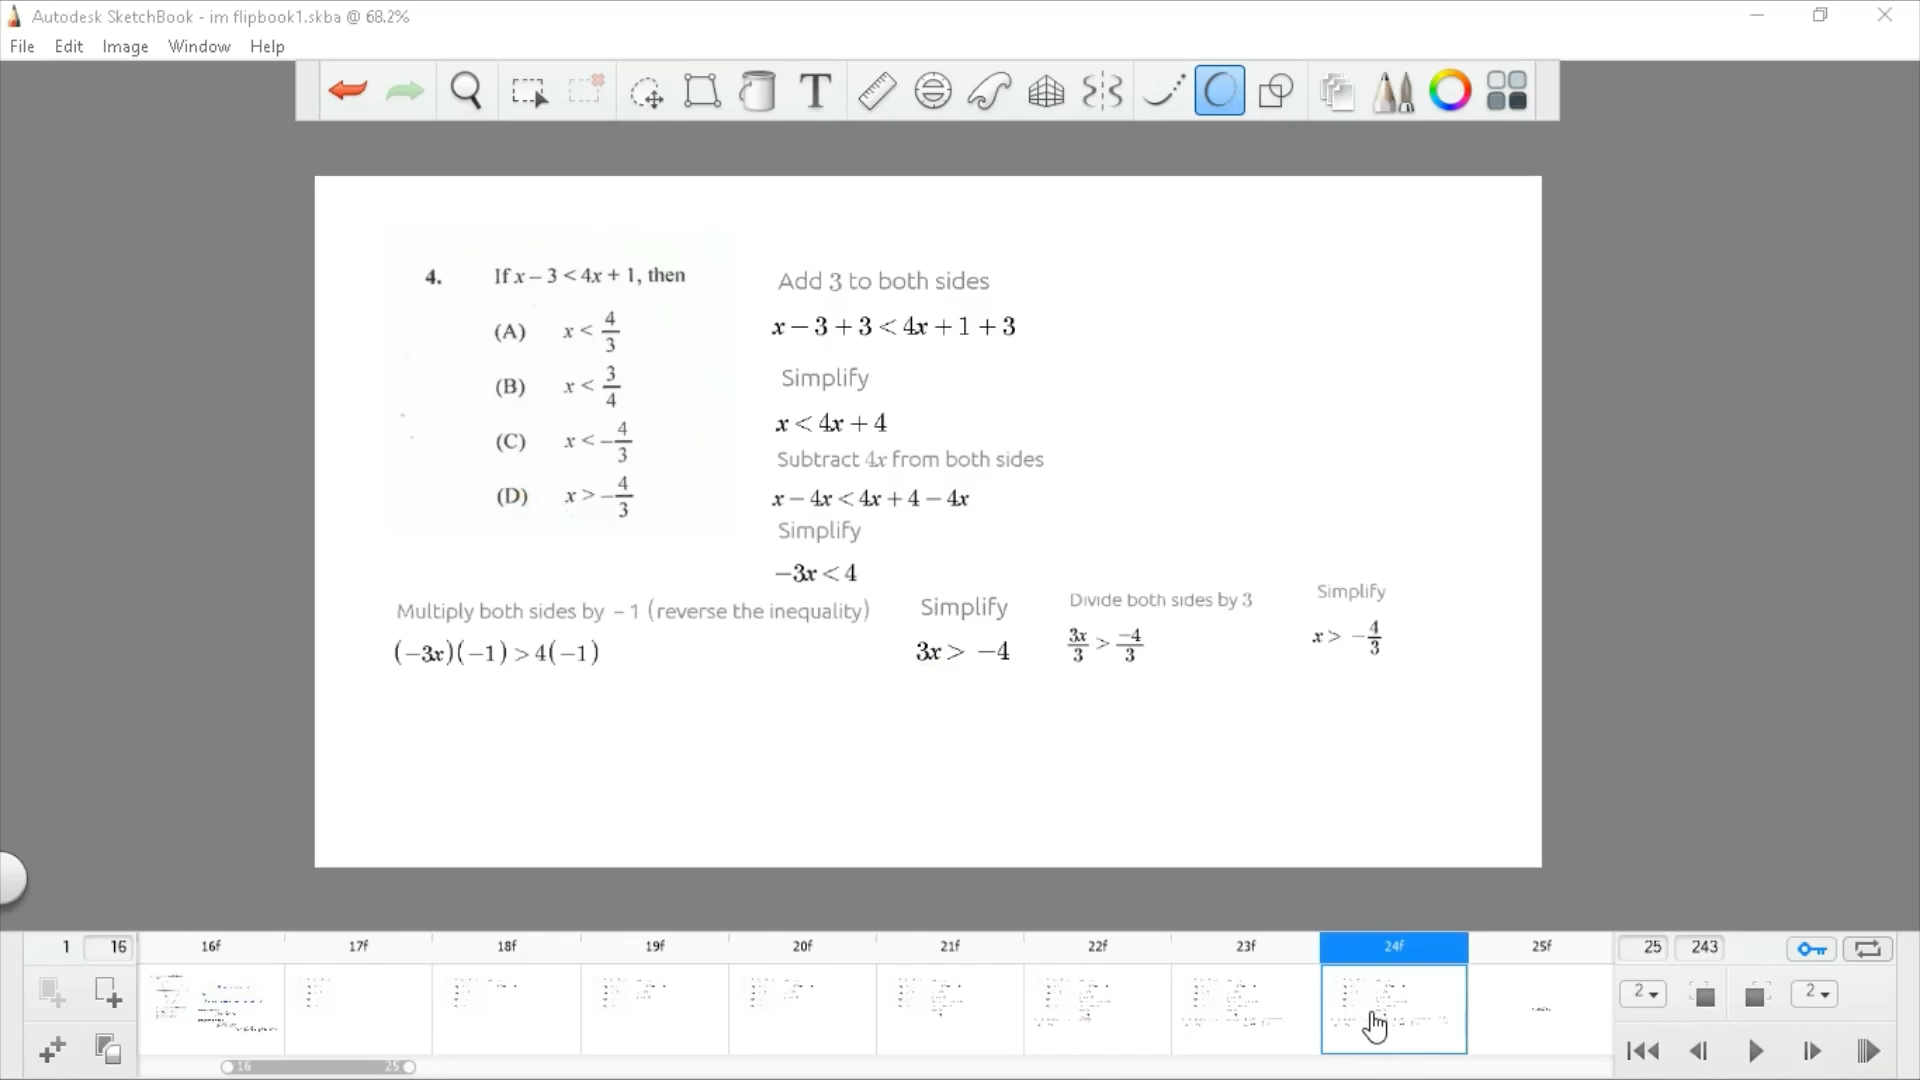 Autodesk SketchBook - im flipbook1.skba @ 68.2%
File Edit Image Window Help
4. If x – 3 < 4x + 1, then
(A) x < 4/3
(B) x < 3/4
(C) x < –4/3
(D) x > –4/3
Add 3 to both sides
x – 3 + 3 < 4x + 1 + 3
Simplify
x < 4x + 4
Subtract 4x from both sides
x – 4x < 4x + 4 – 4x
Simplify
–3x < 4
Multiply both sides by – 1 (reverse the inequality)
(–3x)(–1) > 4(–1)
Simplify
3x > –4
Divide both sides by 3
3x/3 > –4/3
Simplify
x > –4/3
1 16 16f 17f 18f 19f 20f 21f 22f 23f 24f 25f 25 243
2 2
16 25